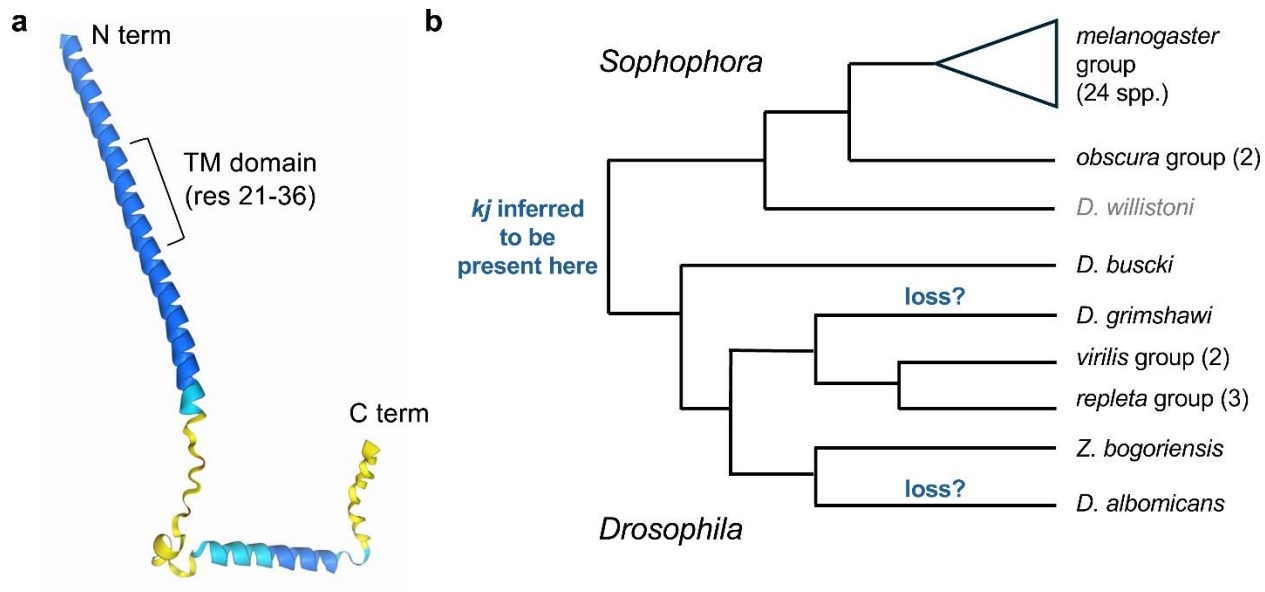 a
N term
TM domain
(res 21-36)
C term
b
Sophophora
melanogaster
group
(24 spp.)
obscura group (2)
kj inferred
to be
present here
D. willistoni
D. buscki
loss?
D. grimshawi
virilis group (2)
repleta group (3)
Z. bogoriensis
loss?
D. albomicans
Drosophila